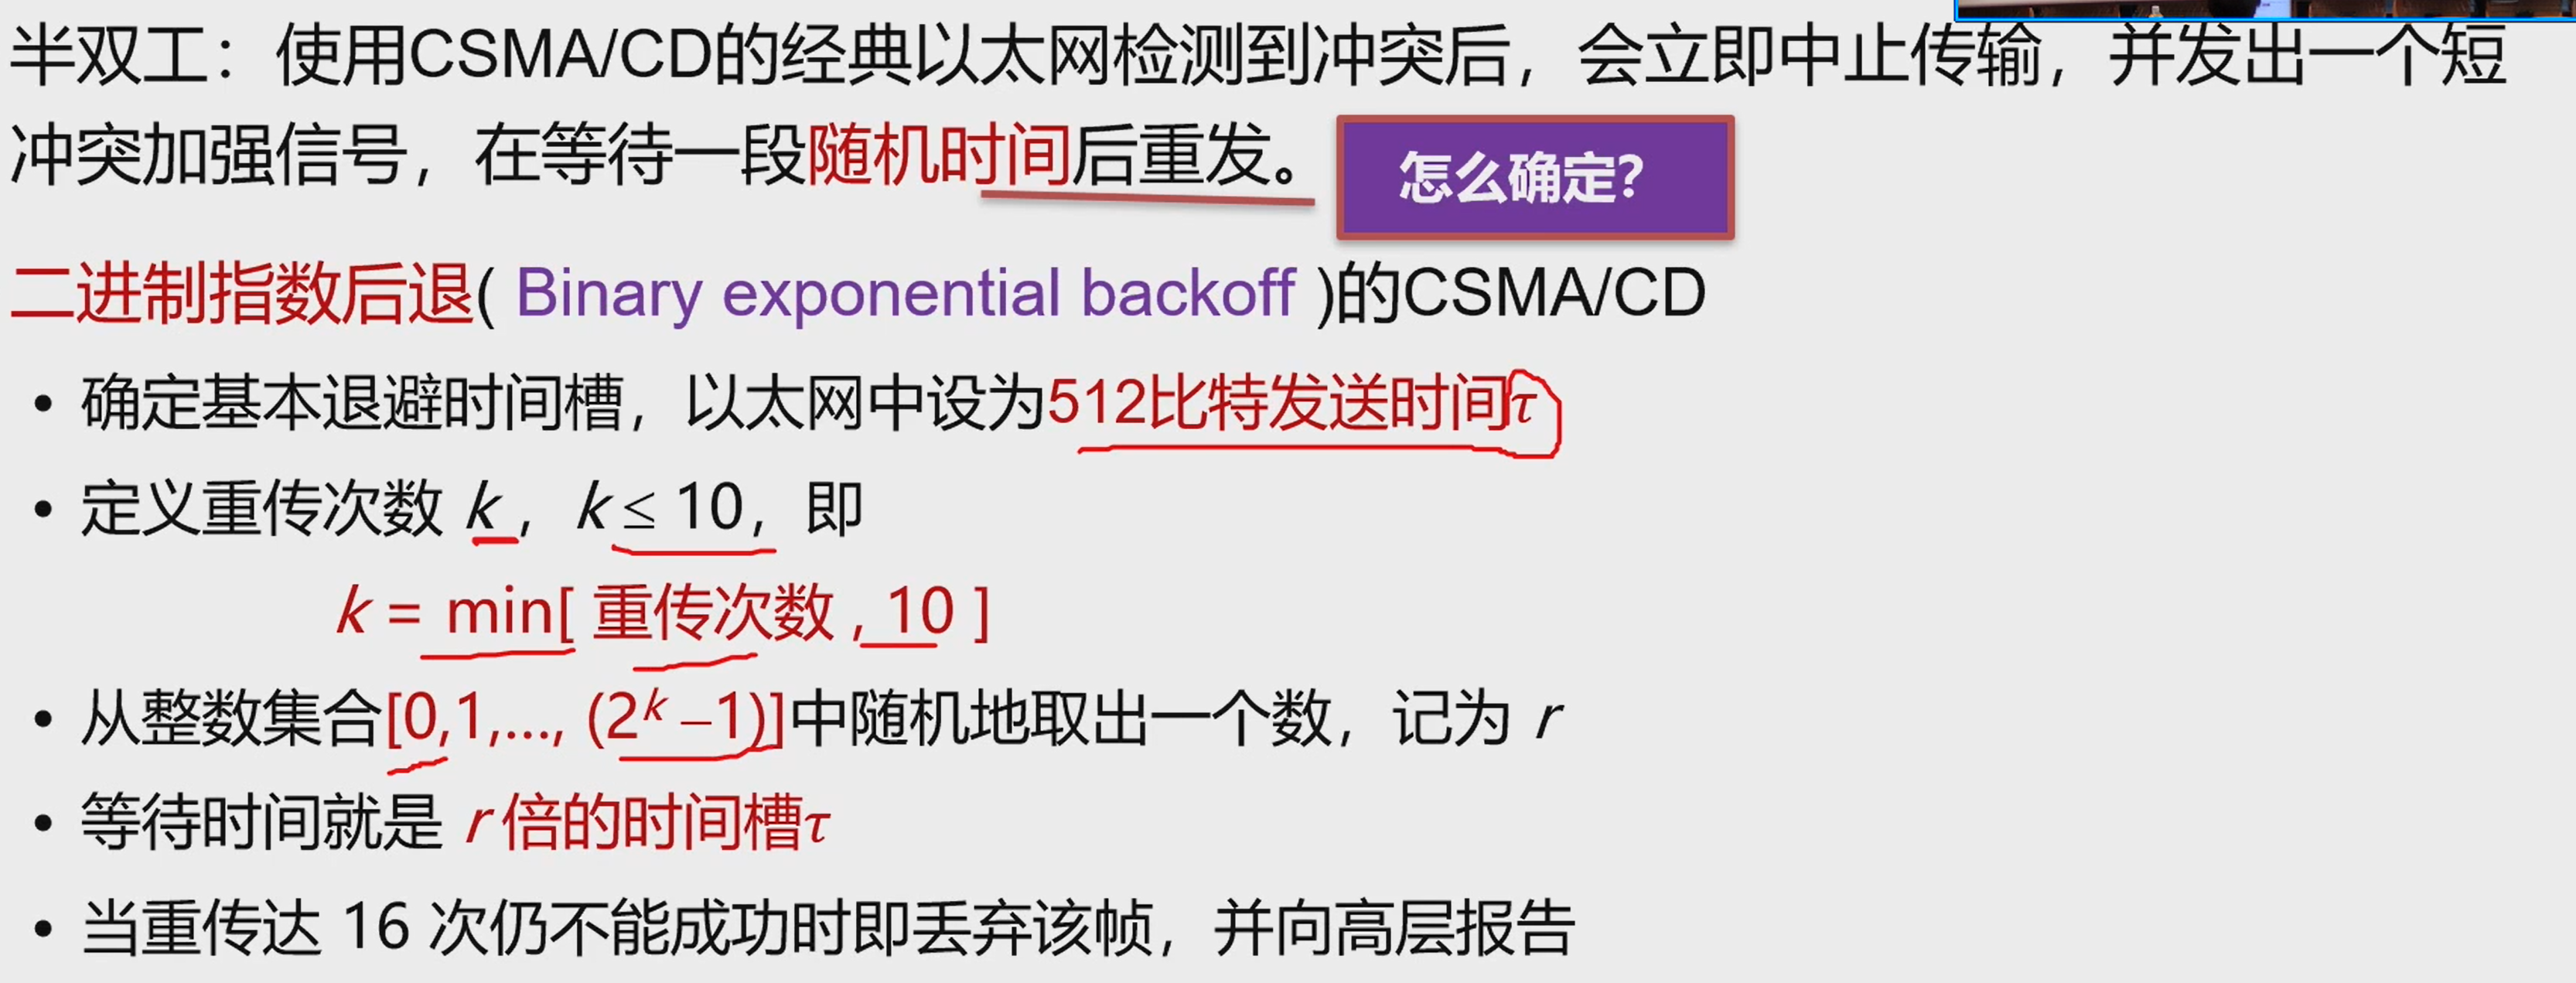 半双工：使用CSMA/CD的经典以太网检测到冲突后，会立即中止传输，并发出一个短
冲突加强信号，在等待一段随机时间后重发。
怎么确定？
二进制指数后退( Binary exponential backoff )的CSMA/CD
• 确定基本退避时间槽，以太网中设为512比特发送时间τ
• 定义重传次数 k，k ≤ 10，即
k = min[ 重传次数 , 10 ]
• 从整数集合[0,1,..., (2ᵏ –1)]中随机地取出一个数，记为 r
• 等待时间就是 r 倍的时间槽τ
• 当重传达 16 次仍不能成功时即丢弃该帧，并向高层报告